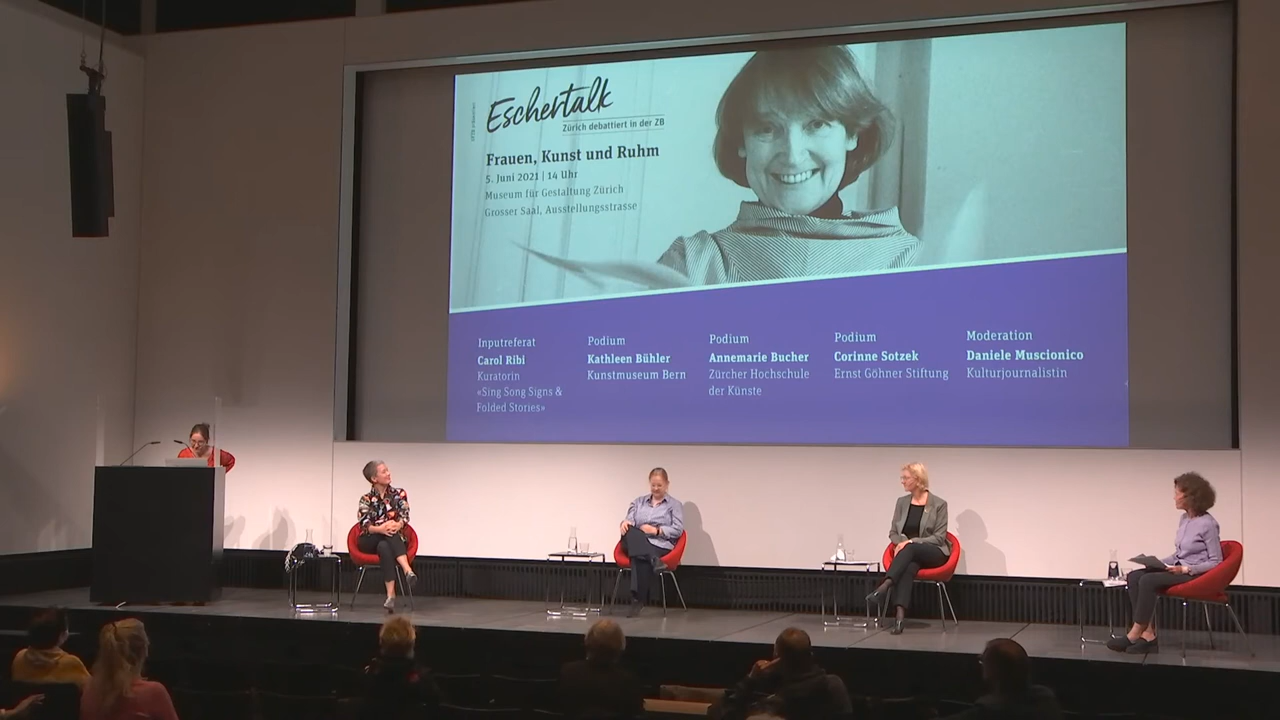 Eschertalk
Zürich debattiert in der ZB
Frauen, Kunst und Ruhm
5. Juni 2021 | 14 Uhr
Museum für Gestaltung Zürich
Grosser Saal, Ausstellungsstrasse
Inputreferat
Carol Ribi
Kuratorin
«Sing Song Signs &
Folded Stories»
Podium
Kathleen Bühler
Kunstmuseum Bern
Podium
Annemarie Bucher
Zürcher Hochschule
der Künste
Podium
Corinne Sotzek
Ernst Göhner Stiftung
Moderation
Daniele Muscionico
Kulturjournalistin